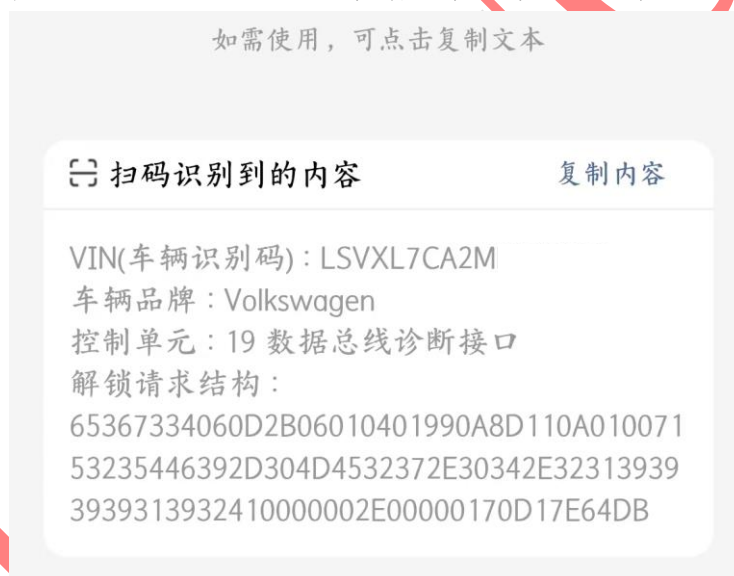 如需使用，可点击复制文本
扫码识别到的内容 复制内容
VIN(车辆识别码)：LSVXL7CA2M
车辆品牌：Volkswagen
控制单元：19 数据总线诊断接口
解锁请求结构：
65367334060D2B06010401990A8D110A010071
53235446392D304D4532372E30342E32313939
3939313932410000002E00000170D17E64DB